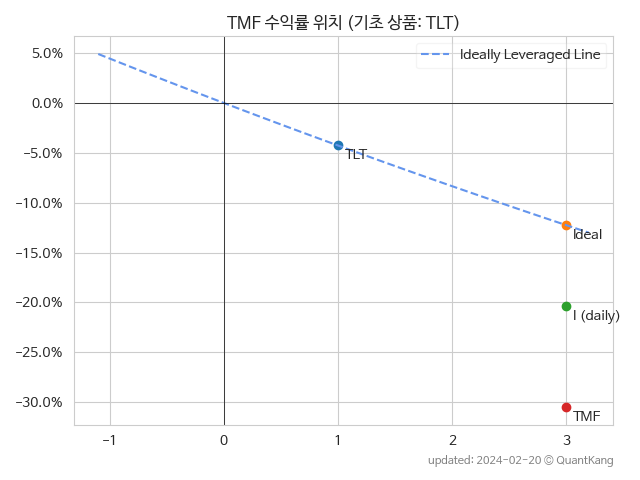 TMF 수익률 위치 (기초 상품: TLT)
5.0%
Ideally Leveraged Line
0.0%
−5.0%
TLT
−10.0%
Ideal
−15.0%
−20.0%
I (daily)
−25.0%
−30.0%
TMF
−1 0 1 2 3
updated: 2024-02-20 © QuantKang